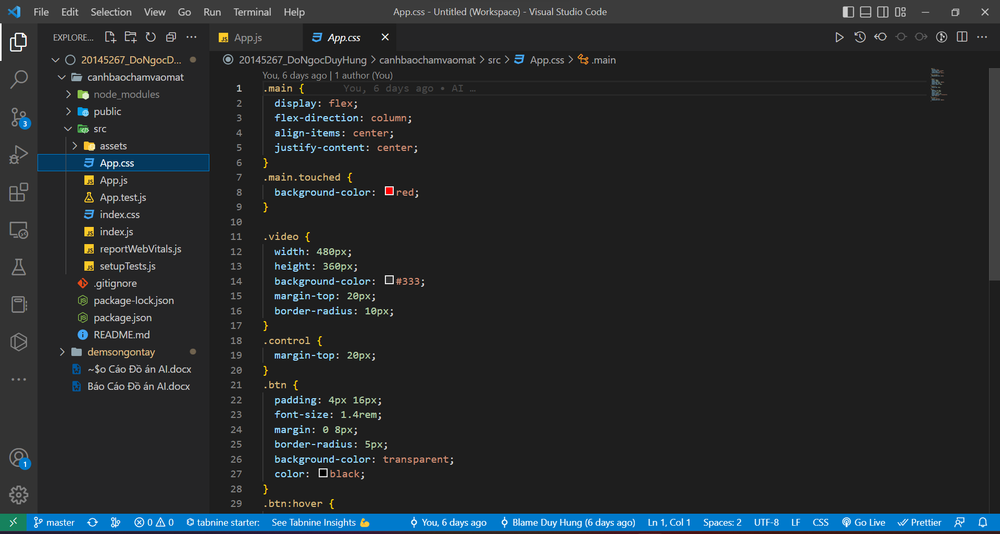 File Edit Selection View Go Run Terminal Help
App.css - Untitled (Workspace) - Visual Studio Code
EXPLORE...
20145267_DoNgocD...
canhbaochamvaomat
node_modules
public
src
assets
App.css
App.js
App.test.js
index.css
index.js
reportWebVitals.js
setupTests.js
.gitignore
package-lock.json
package.json
README.md
demsongontay
~$o Cáo Đồ án AI.docx
Báo Cáo Đồ án AI.docx
3
1
App.js
App.css
20145267_DoNgocDuyHung > canhbaochamvaomat > src > App.css > .main
You, 6 days ago | 1 author (You)
1 .main { You, 6 days ago • AI …
2 display: flex;
3 flex-direction: column;
4 align-items: center;
5 justify-content: center;
6 }
7 .main.touched {
8 background-color: red;
9 }
10
11 .video {
12 width: 480px;
13 height: 360px;
14 background-color: #333;
15 margin-top: 20px;
16 border-radius: 10px;
17 }
18 .control {
19 margin-top: 20px;
20 }
21 .btn {
22 padding: 4px 16px;
23 font-size: 1.4rem;
24 margin: 0 8px;
25 border-radius: 5px;
26 background-color: transparent;
27 color: black;
28 }
29 .btn:hover {
master 0 0 tabnine starter: See Tabnine Insights 💪 You, 6 days ago Blame Duy Hung (6 days ago) Ln 1, Col 1 Spaces: 2 UTF-8 LF CSS Go Live Prettier